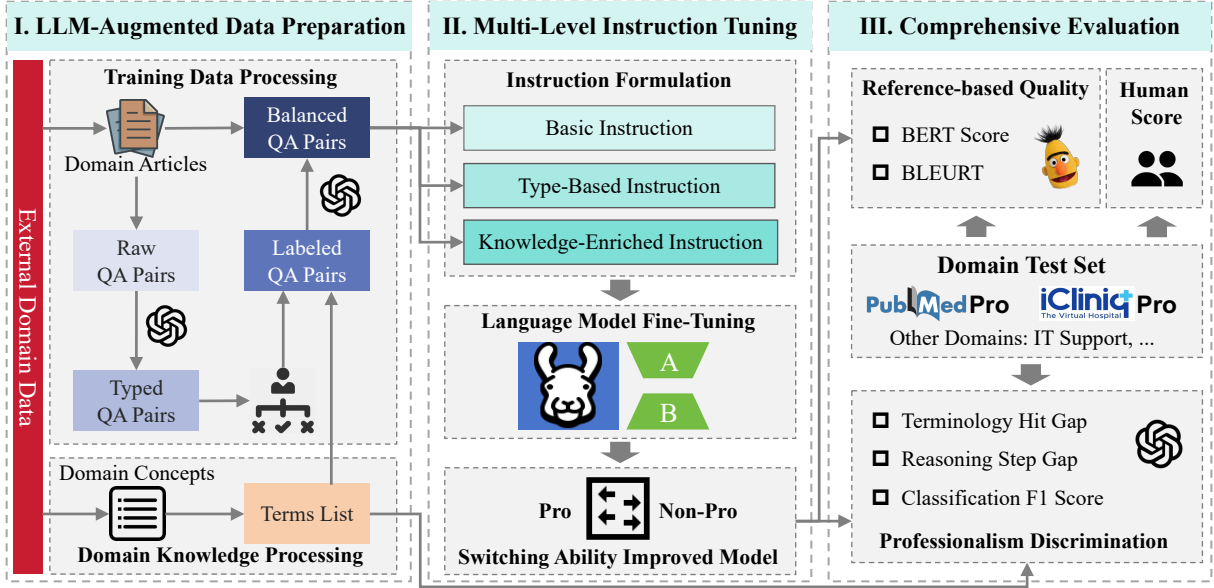 I. LLM-Augmented Data Preparation
External Domain Data
Training Data Processing
Domain Articles
Balanced
QA Pairs
Raw
QA Pairs
Labeled
QA Pairs
Typed
QA Pairs
Domain Concepts
Terms List
Domain Knowledge Processing
II. Multi-Level Instruction Tuning
Instruction Formulation
Basic Instruction
Type-Based Instruction
Knowledge-Enriched Instruction
Language Model Fine-Tuning
A
B
Pro
Non-Pro
Switching Ability Improved Model
III. Comprehensive Evaluation
Reference-based Quality
BERT Score
BLEURT
Human
Score
Domain Test Set
PubMed Pro
iCliniq Pro
The Virtual Hospital
Other Domains: IT Support, ...
Terminology Hit Gap
Reasoning Step Gap
Classification F1 Score
Professionalism Discrimination